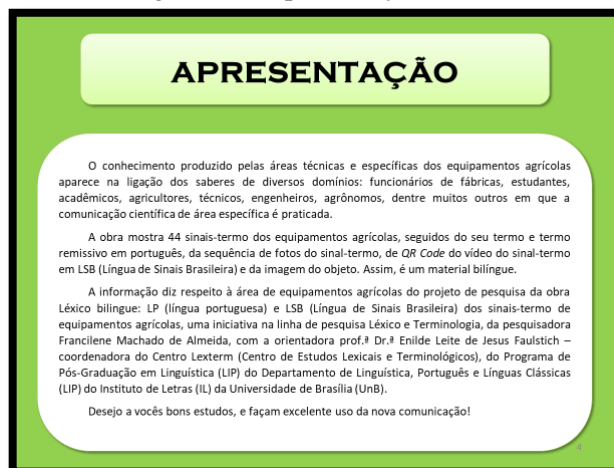 APRESENTAÇÃO
O conhecimento produzido pelas áreas técnicas e específicas dos equipamentos agrícolas
aparece na ligação dos saberes de diversos domínios: funcionários de fábricas, estudantes,
acadêmicos, agricultores, técnicos, engenheiros, agrônomos, dentre muitos outros em que a
comunicação científica de área específica é praticada.
A obra mostra 44 sinais-termo dos equipamentos agrícolas, seguidos do seu termo e termo
remissivo em português, da sequência de fotos do sinal-termo, de QR Code do vídeo do sinal-termo
em LSB (Língua de Sinais Brasileira) e da imagem do objeto. Assim, é um material bilíngue.
A informação diz respeito à área de equipamentos agrícolas do projeto de pesquisa da obra
Léxico bilingue: LP (língua portuguesa) e LSB (Língua de Sinais Brasileira) dos sinais-termo de
equipamentos agrícolas, uma iniciativa na linha de pesquisa Léxico e Terminologia, da pesquisadora
Francilene Machado de Almeida, com a orientadora prof.ª Dr.ª Enilde Leite de Jesus Faulstich –
coordenadora do Centro Lexterm (Centro de Estudos Lexicais e Terminológicos), do Programa de
Pós-Graduação em Linguística (LIP) do Departamento de Linguística, Português e Línguas Clássicas
(LIP) do Instituto de Letras (IL) da Universidade de Brasília (UnB).
Desejo a vocês bons estudos, e façam excelente uso da nova comunicação!
4